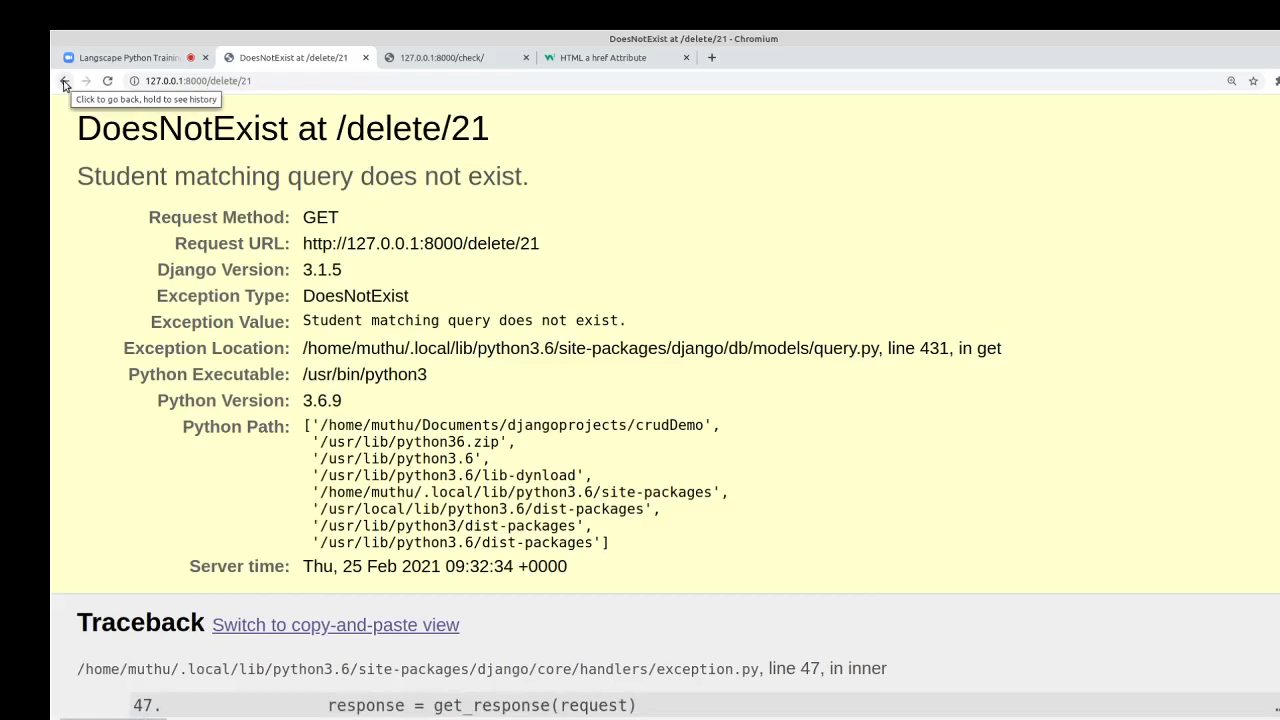 DoesNotExist at /delete/21 - Chromium
Langscape Python Trainin
DoesNotExist at /delete/21
127.0.0.1:8000/check/
HTML a href Attribute
127.0.0.1:8000/delete/21
Click to go back, hold to see history
DoesNotExist at /delete/21
Student matching query does not exist.
Request Method: GET
Request URL: http://127.0.0.1:8000/delete/21
Django Version: 3.1.5
Exception Type: DoesNotExist
Exception Value: Student matching query does not exist.
Exception Location: /home/muthu/.local/lib/python3.6/site-packages/django/db/models/query.py, line 431, in get
Python Executable: /usr/bin/python3
Python Version: 3.6.9
Python Path: ['/home/muthu/Documents/djangoprojects/crudDemo',
'/usr/lib/python36.zip',
'/usr/lib/python3.6',
'/usr/lib/python3.6/lib-dynload',
'/home/muthu/.local/lib/python3.6/site-packages',
'/usr/local/lib/python3.6/dist-packages',
'/usr/lib/python3/dist-packages',
'/usr/lib/python3.6/dist-packages']
Server time: Thu, 25 Feb 2021 09:32:34 +0000
Traceback Switch to copy-and-paste view
/home/muthu/.local/lib/python3.6/site-packages/django/core/handlers/exception.py, line 47, in inner
47. response = get_response(request)